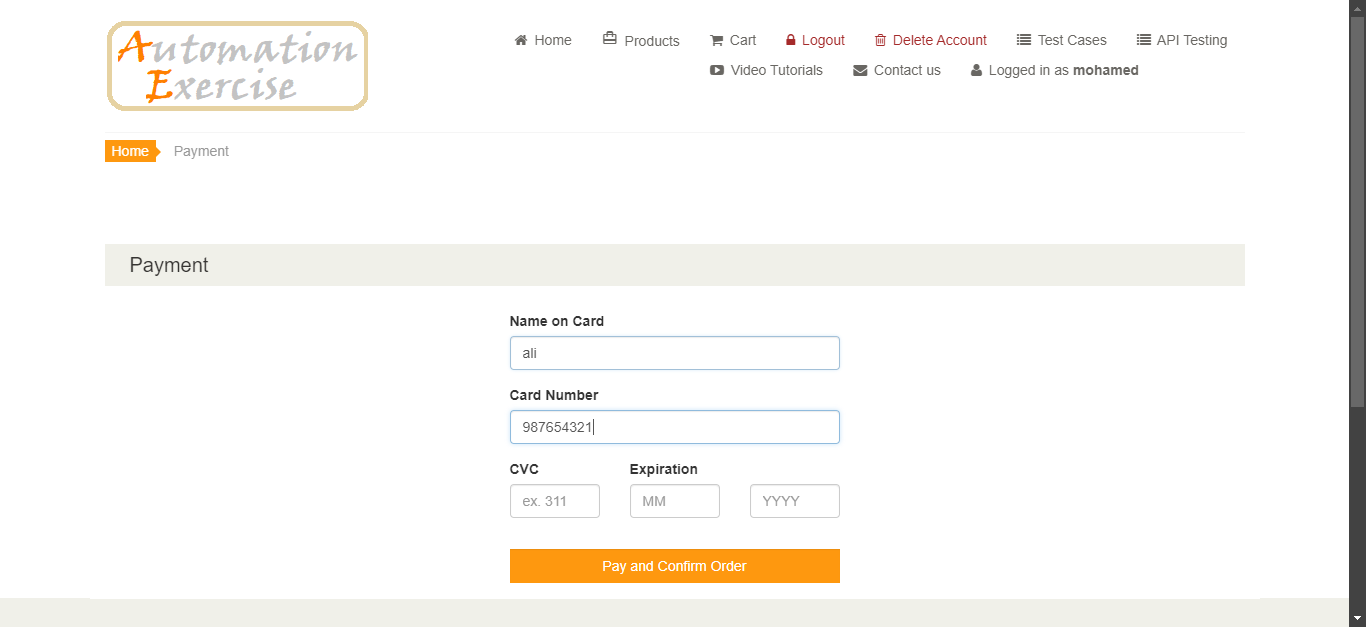 Automation
Exercise
Home Products Cart Logout Delete Account Test Cases API Testing
Video Tutorials Contact us Logged in as mohamed
Home Payment
Payment
Name on Card
ali
Card Number
987654321
CVC Expiration
ex. 311 MM YYYY
Pay and Confirm Order